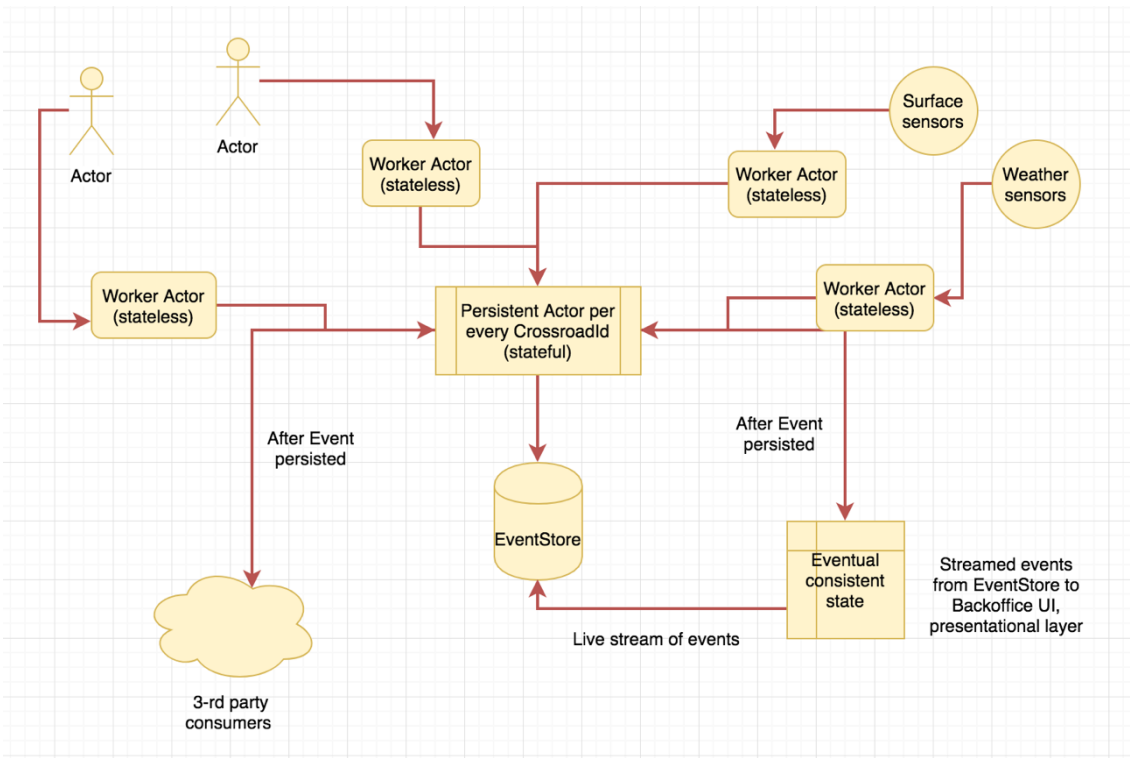 Actor
Actor
Surface
sensors
Worker Actor
(stateless)
Worker Actor
(stateless)
Weather
sensors
Worker Actor
(stateless)
Persistent Actor per
every CrossroadId
(stateful)
Worker Actor
(stateless)
After Event
persisted
After Event
persisted
EventStore
Eventual
consistent
state
Streamed events
from EventStore to
Backoffice UI,
presentational layer
Live stream of events
3-rd party
consumers